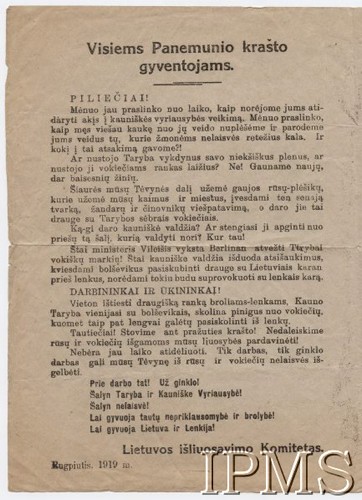 Visiems Panemunio krašto
gyventojams.
PILIEČIAI!
Mėnuo jau praslinko nuo laiko, kaip norėjome jums ati-
daryti akis į kauniškės vyriausybės veikimą. Mėnuo praslinko,
kaip mes viešai kaukę nuo jų veido nuplėšėme ir parodėme
jums veidus tų, kurie žmonėms nelaisvės retežius kala. Ir
kokį į tai atsakimą gavome?!
Ar nustojo Taryba vykdynus savo niekšiškus plenus, ar
nustojo ji vokiečiams rankas laižius? Ne! Gauname naujų,
dar baisesnių žinių.
Šiaurės mūsų Tėvynės dalį užėmė gaujos rūsų-plėšikų,
kurie užėmė mūsų kaimus ir miestus, įvesdami ten senąją
tvarką, žandarų ir činovnikų viešpatavimą, o daro jie tai
drauge su Tarybos sėbrais vokiečiais.
Ką-gi daro kauniškė valdžia? Ar stengiasi ji apginti nuo
priešų tą šalį, kurią valdyti nori? Kur tau!
Štai ministeris Vileišis vyksta Berlinan atvežti Tarybai
vokiškų markių! Štai kauniškė valdžia išduoda atsišaukimus,
kviesdami bolševikus pasiskubinti drauge su Lietuviais karan
prieš lenkus, norėdami tokiu budu suprovokuoti su lenkais karą.
DARBININKAI IR ŪKININKAI!
Vieton ištiesti draugišką ranką broliams-lenkams, Kauno
Taryba vienijasi su bolševikais, skolina pinigus nuo vokiečių,
kuomet taip pat lengvai galėtų pasiskolinti iš lenkų.
Tautiečiai! Stovime ant pražuties krašto! Nedaleiskime
rūsų ir vokiečių išgamoms mūsų liuosybės pardavinėti!
Nebėra jau laiko atidėliuoti. Tik darbas, tik ginklo
darbas gali mūsų Tėvynę iš rūsų ir vokiečių nelaisvės iš-
gelbėti.
Prie darbo tat! Už ginklo!
Šalyn Taryba ir Kauniške Vyriausybė!
Šalyn nelaisvė!
Lai gyvuoja tautų neprikiausomybė ir brolybė!
Lai gyvuoja Lietuva ir Lenkija!
Lietuvos išliuosavimo Komitetas.
Rugpiutis. 1919 m.
IPMS